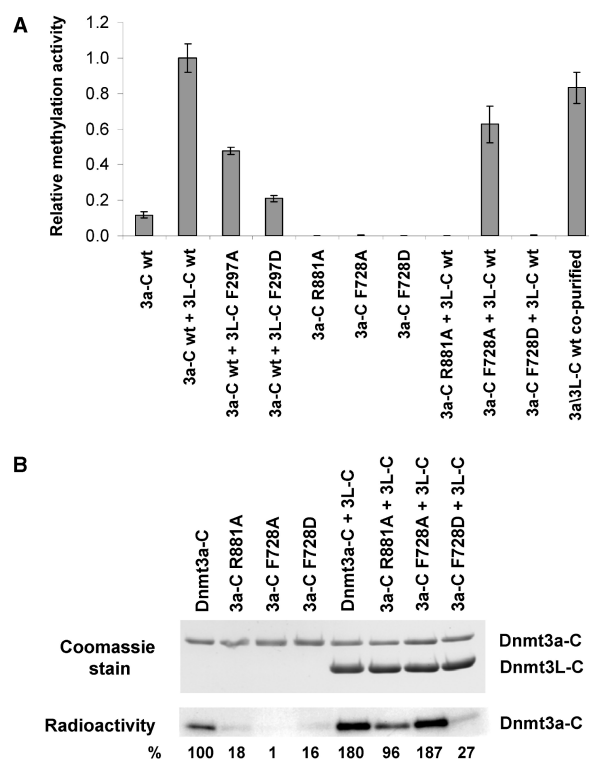 A
Relative methylation activity
1.2
1.0
0.8
0.6
0.4
0.2
0.0
3a-C wt
3a-C wt + 3L-C wt
3a-C wt + 3L-C F297A
3a-C wt + 3L-C F297D
3a-C R881A
3a-C F728A
3a-C F728D
3a-C R881A + 3L-C wt
3a-C F728A + 3L-C wt
3a-C F728D + 3L-C wt
3a\3L-C wt co-purified
B
Dnmt3a-C
3a-C R881A
3a-C F728A
3a-C F728D
Dnmt3a-C + 3L-C
3a-C R881A + 3L-C
3a-C F728A + 3L-C
3a-C F728D + 3L-C
Coomassie
stain
Dnmt3a-C
Dnmt3L-C
Radioactivity
Dnmt3a-C
% 100 18 1 16 180 96 187 27